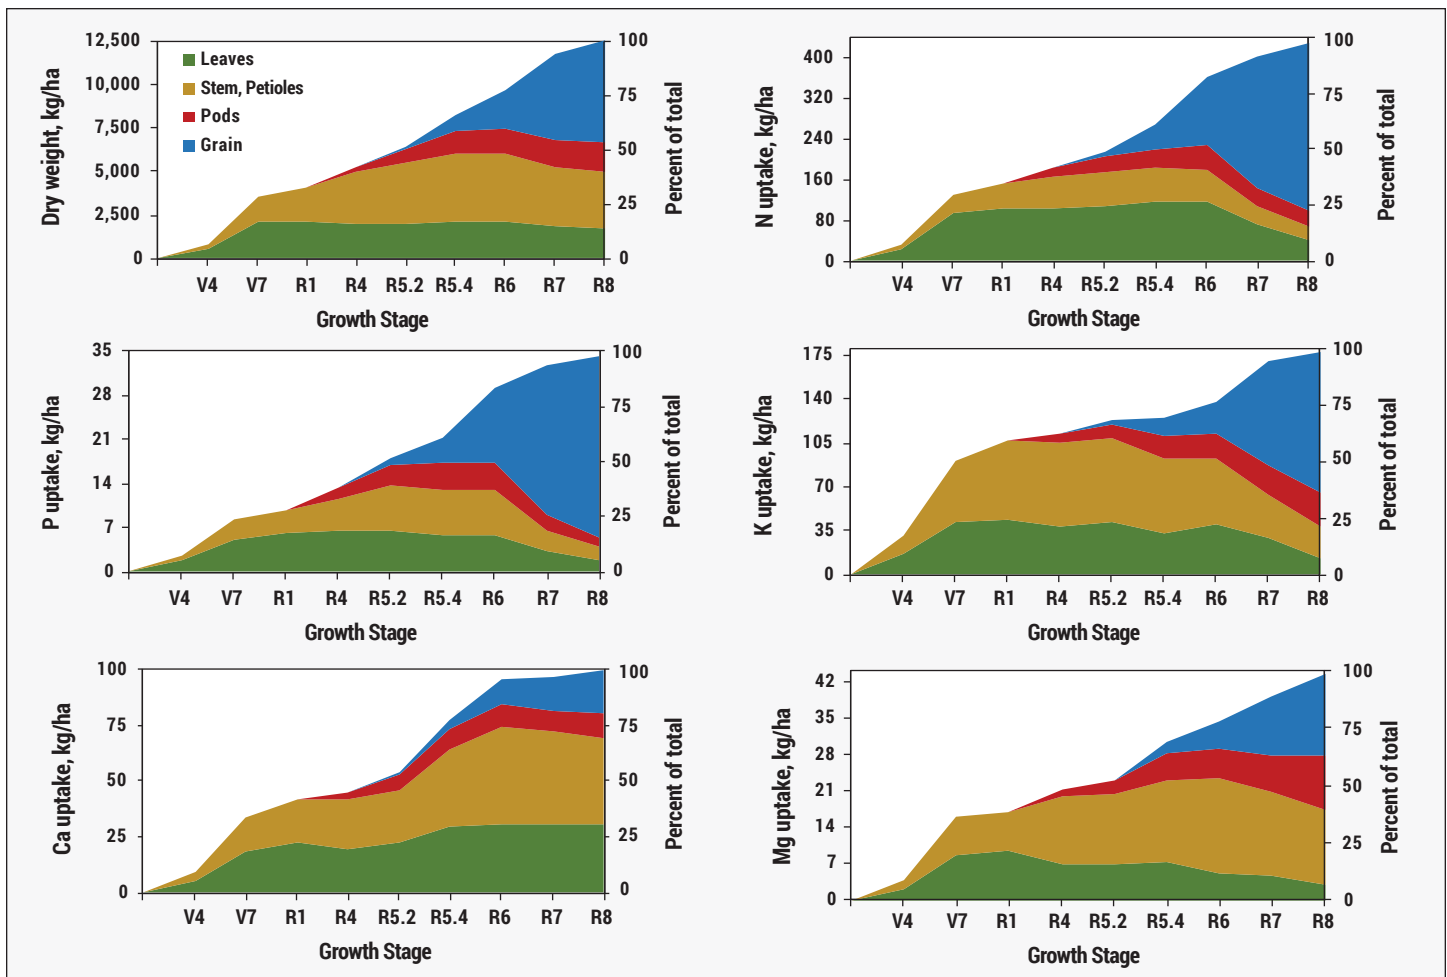 Dry weight, kg/ha
12,500
10,000
7,500
5,000
2,500
0
Leaves
Stem, Petioles
Pods
Grain
100
75
50
25
0
Percent of total
V4 V7 R1 R4 R5.2 R5.4 R6 R7 R8
Growth Stage
N uptake, kg/ha
400
320
240
160
80
0
100
75
50
25
0
Percent of total
V4 V7 R1 R4 R5.2 R5.4 R6 R7 R8
Growth Stage
P uptake, kg/ha
35
28
21
14
7
0
100
75
50
25
0
Percent of total
V4 V7 R1 R4 R5.2 R5.4 R6 R7 R8
Growth Stage
K uptake, kg/ha
175
140
105
70
35
0
100
75
50
25
0
Percent of total
V4 V7 R1 R4 R5.2 R5.4 R6 R7 R8
Growth Stage
Ca uptake, kg/ha
100
75
50
25
0
100
75
50
25
0
Percent of total
V4 V7 R1 R4 R5.2 R5.4 R6 R7 R8
Growth Stage
Mg uptake, kg/ha
42
35
28
21
14
7
0
100
75
50
25
0
Percent of total
V4 V7 R1 R4 R5.2 R5.4 R6 R7 R8
Growth Stage